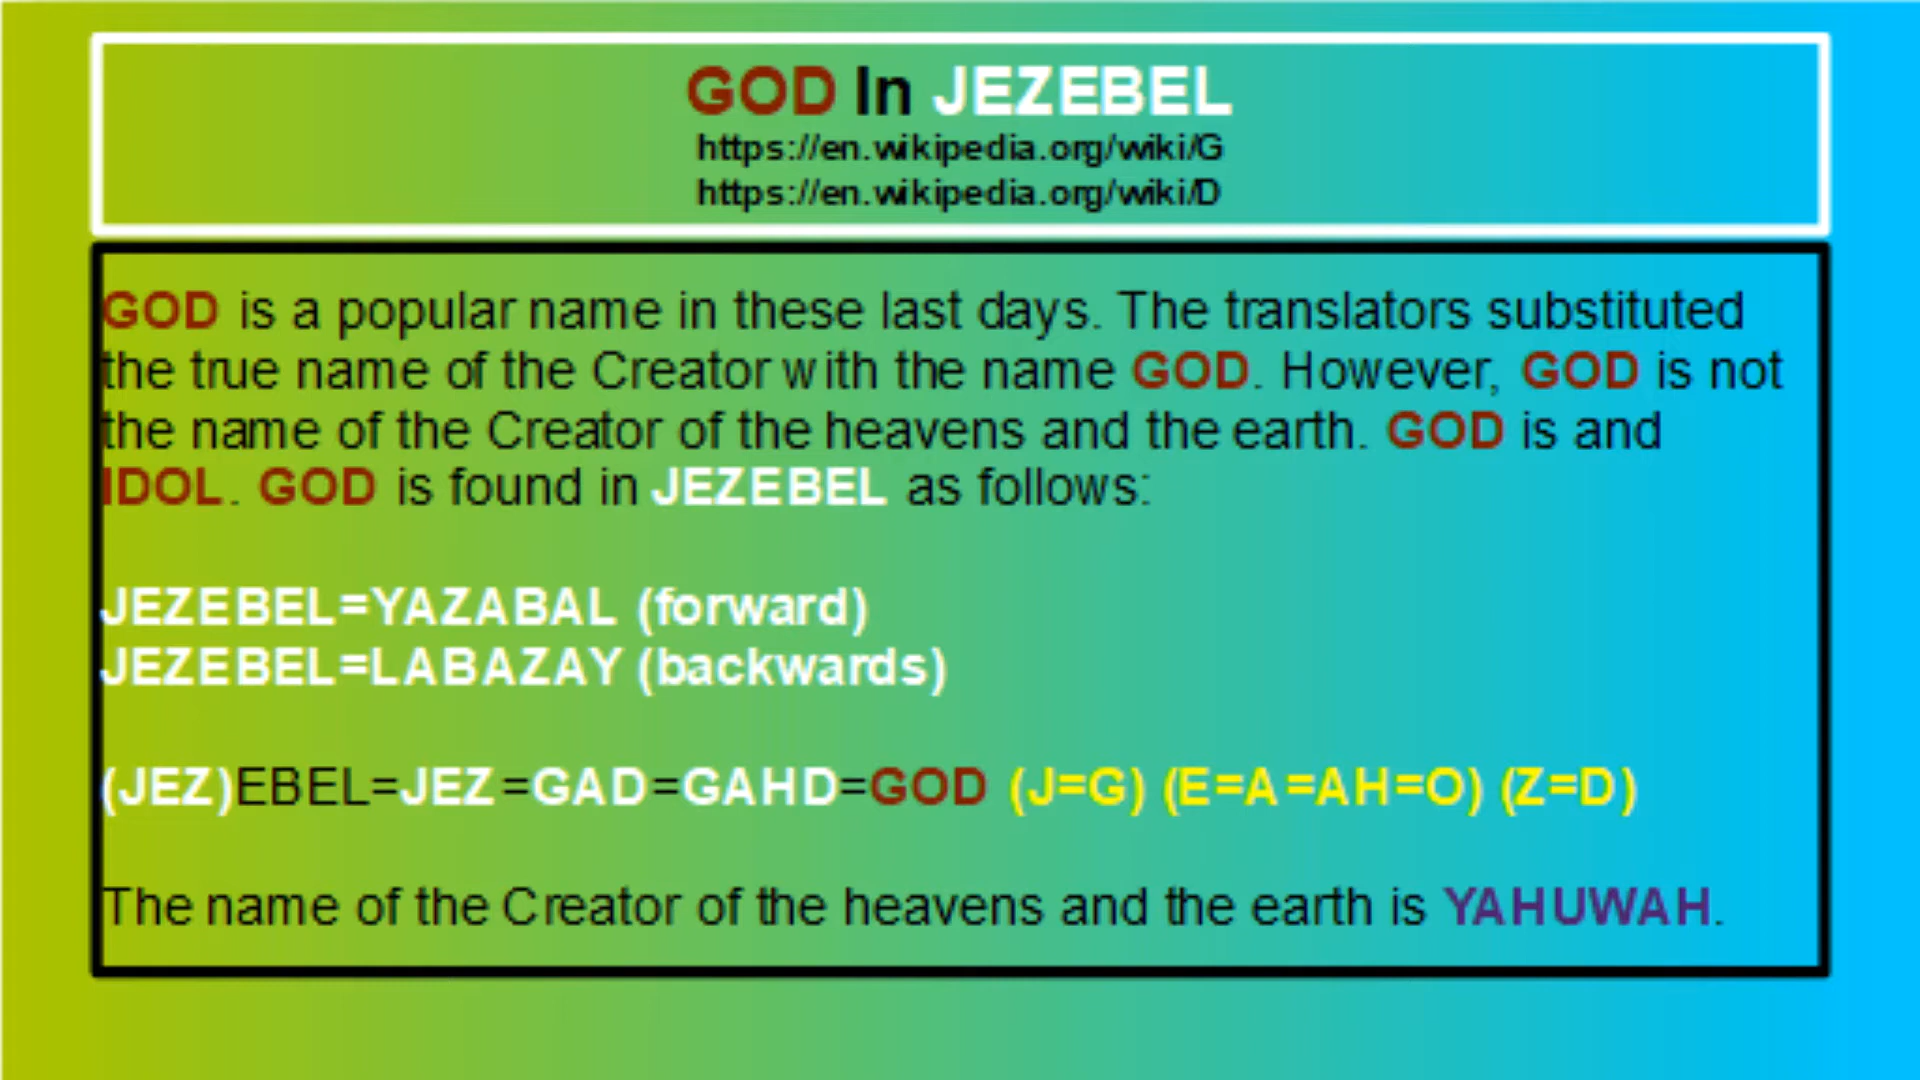 GOD In JEZEBEL
https://en.wikipedia.org/wiki/G
https://en.wikipedia.org/wiki/D
GOD is a popular name in these last days. The translators substituted
the true name of the Creator with the name GOD. However, GOD is not
the name of the Creator of the heavens and the earth. GOD is and
IDOL. GOD is found in JEZEBEL as follows:
JEZEBEL=YAZABAL (forward)
JEZEBEL=LABAZAY (backwards)
(JEZ)EBEL=JEZ=GAD=GAHD=GOD (J=G) (E=A=AH=O) (Z=D)
The name of the Creator of the heavens and the earth is YAHUWAH.